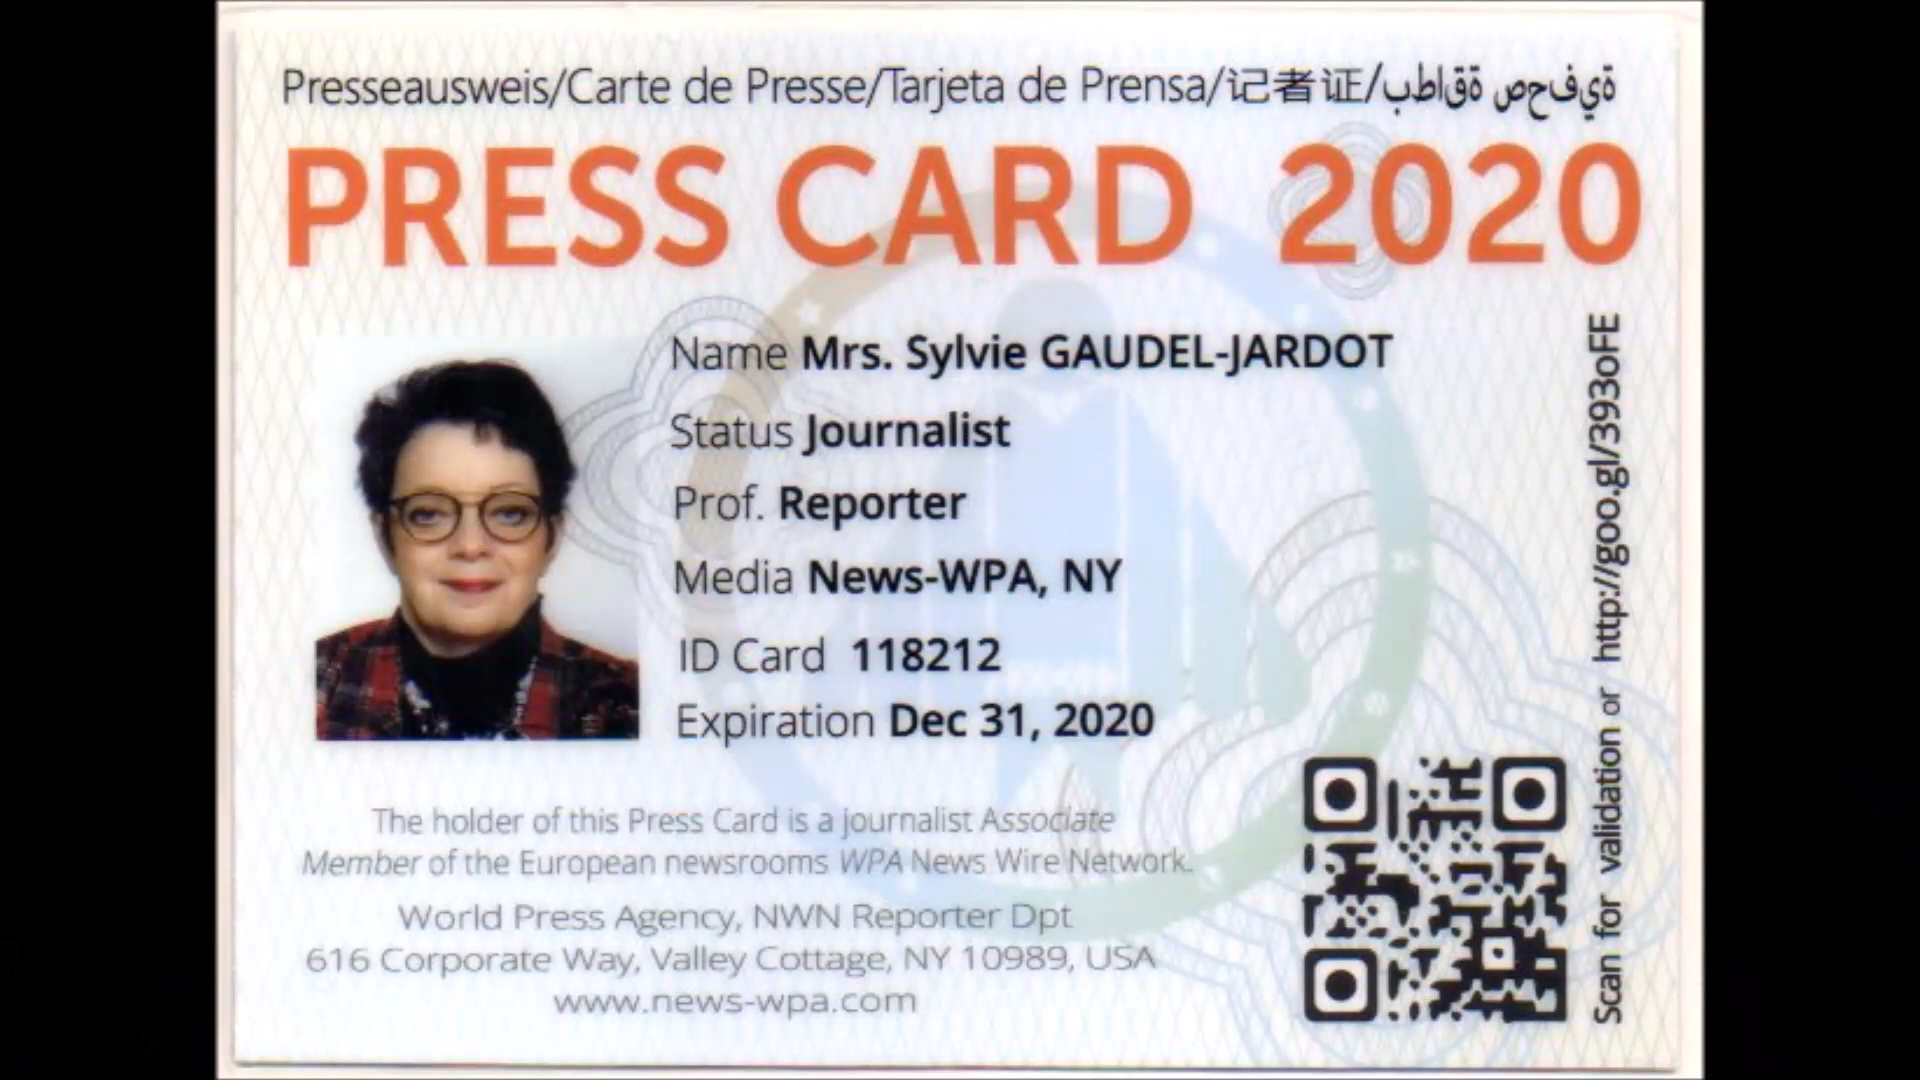 Presseausweis/Carte de Presse/Tarjeta de Prensa/记者证/ةيفحص ةقاطب
PRESS CARD 2020
Name Mrs. Sylvie GAUDEL-JARDOT
Status Journalist
Prof. Reporter
Media News-WPA, NY
ID Card 118212
Expiration Dec 31, 2020
The holder of this Press Card is a journalist Associate
Member of the European newsrooms WPA News Wire Network.
World Press Agency, NWN Reporter Dpt
616 Corporate Way, Valley Cottage, NY 10989, USA
www.news-wpa.com
Scan for validation or http://goo.gl/393oFE